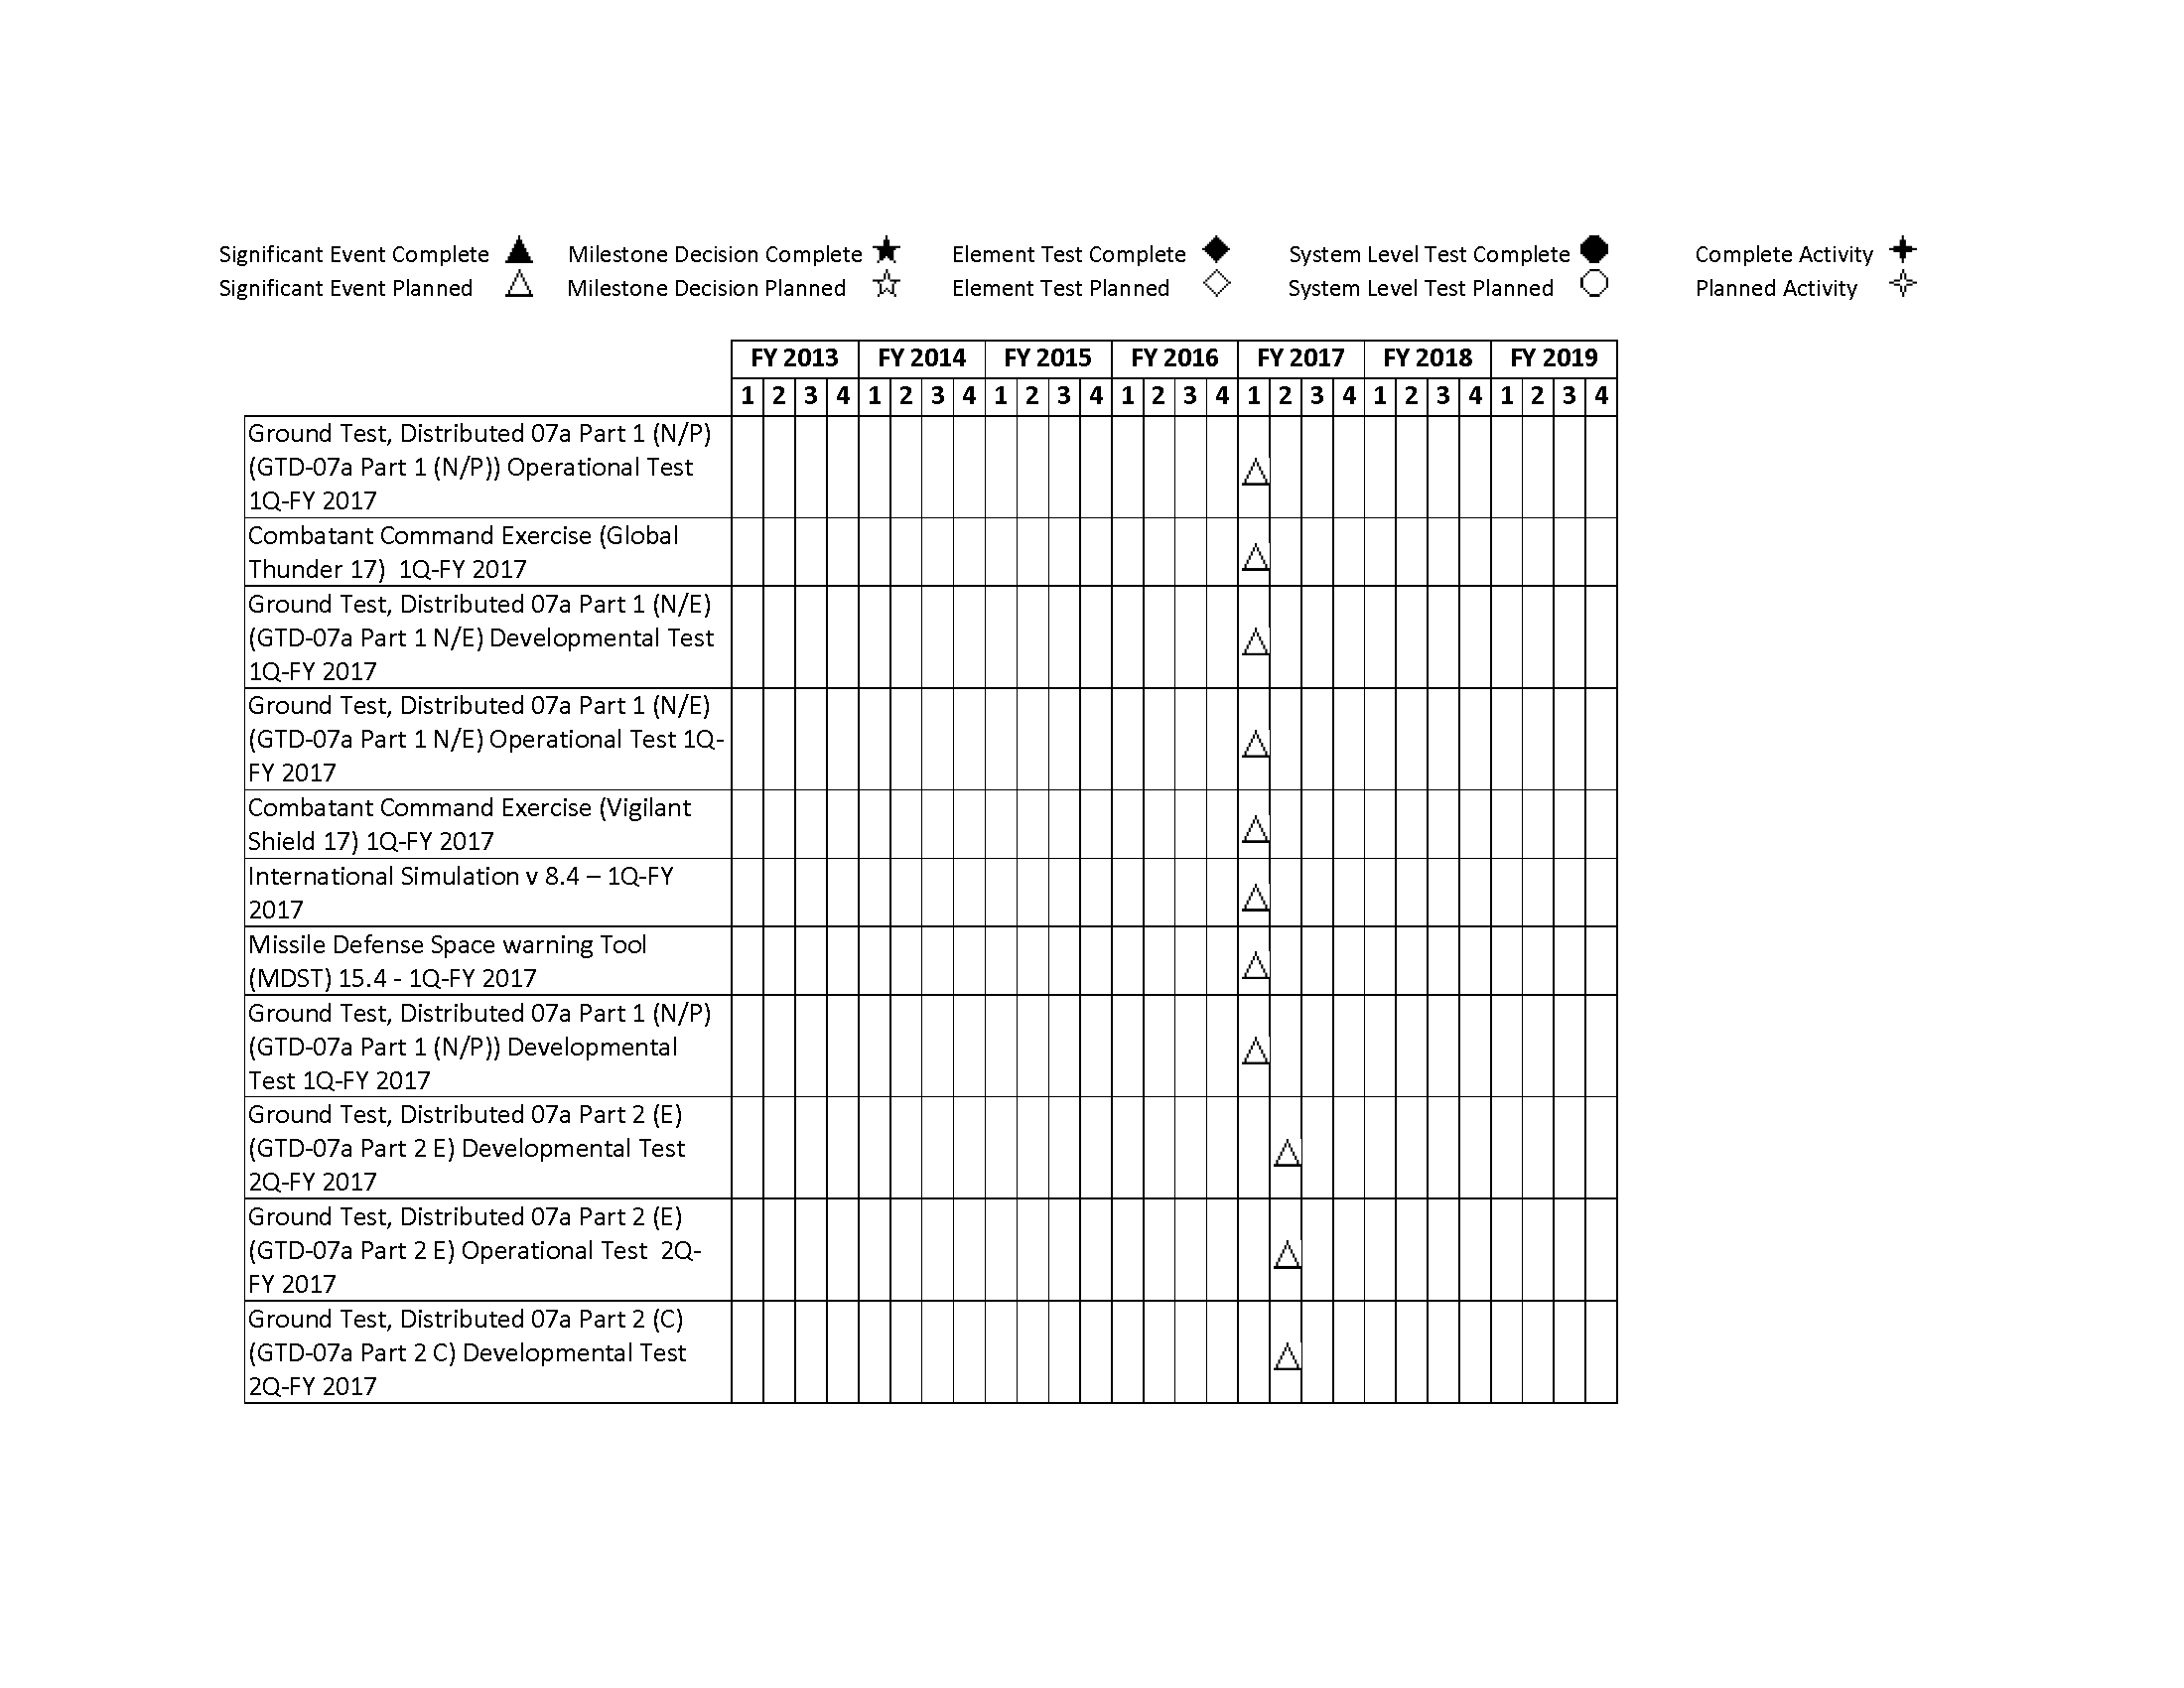 Significant Event Complete Milestone Decision Complete Element Test Complete System Level Test Complete Complete Activity
Significant Event Planned Milestone Decision Planned Element Test Planned System Level Test Planned Planned Activity
FY 2013 FY 2014 FY 2015 FY 2016 FY 2017 FY 2018 FY 2019
1 2 3 4 1 2 3 4 1 2 3 4 1 2 3 4 1 2 3 4 1 2 3 4 1 2 3 4
Ground Test, Distributed 07a Part 1 (N/P)
(GTD-07a Part 1 (N/P)) Operational Test
1Q-FY 2017
Combatant Command Exercise (Global
Thunder 17) 1Q-FY 2017
Ground Test, Distributed 07a Part 1 (N/E)
(GTD-07a Part 1 N/E) Developmental Test
1Q-FY 2017
Ground Test, Distributed 07a Part 1 (N/E)
(GTD-07a Part 1 N/E) Operational Test 1Q-
FY 2017
Combatant Command Exercise (Vigilant
Shield 17) 1Q-FY 2017
International Simulation v 8.4 – 1Q-FY
2017
Missile Defense Space warning Tool
(MDST) 15.4 - 1Q-FY 2017
Ground Test, Distributed 07a Part 1 (N/P)
(GTD-07a Part 1 (N/P)) Developmental
Test 1Q-FY 2017
Ground Test, Distributed 07a Part 2 (E)
(GTD-07a Part 2 E) Developmental Test
2Q-FY 2017
Ground Test, Distributed 07a Part 2 (E)
(GTD-07a Part 2 E) Operational Test 2Q-
FY 2017
Ground Test, Distributed 07a Part 2 (C)
(GTD-07a Part 2 C) Developmental Test
2Q-FY 2017